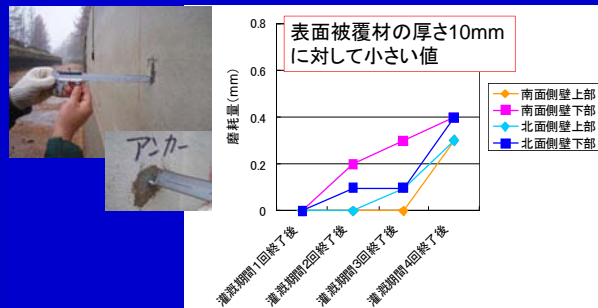 表面被覆材の厚さ10mm
に対して小さい値
0.8
0.6
0.4
0.2
0
磨耗量(mm)
灌漑期間1回終了後
灌漑期間2回終了後
灌漑期間3回終了後
灌漑期間4回終了後
南面側壁上部
南面側壁下部
北面側壁上部
北面側壁下部
アンカー